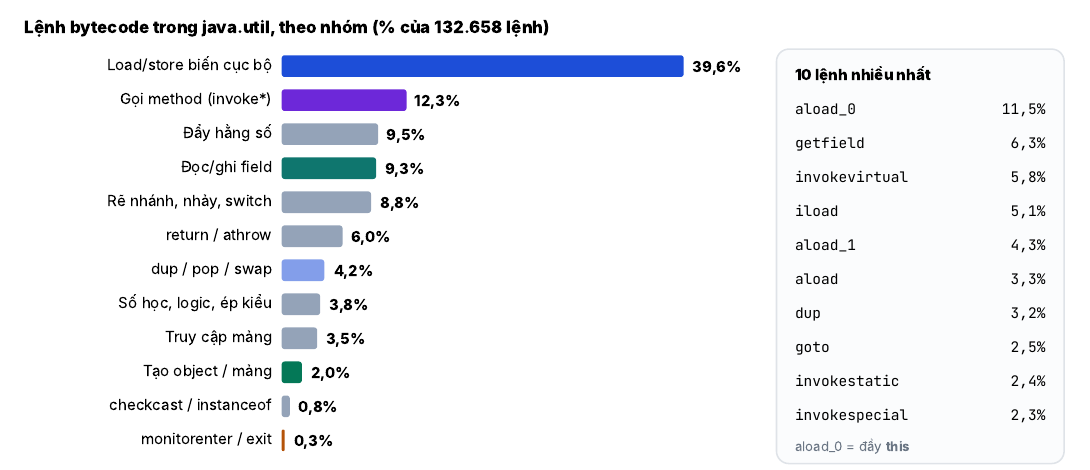 Lệnh bytecode trong java.util, theo nhóm (% của 132.658 lệnh)
Load/store biến cục bộ 39,6%
Gọi method (invoke*) 12,3%
Đẩy hằng số 9,5%
Đọc/ghi field 9,3%
Rẽ nhánh, nhảy, switch 8,8%
return / athrow 6,0%
dup / pop / swap 4,2%
Số học, logic, ép kiểu 3,8%
Truy cập mảng 3,5%
Tạo object / mảng 2,0%
checkcast / instanceof 0,8%
monitorenter / exit 0,3%
10 lệnh nhiều nhất
aload_0 11,5%
getfield 6,3%
invokevirtual 5,8%
iload 5,1%
aload_1 4,3%
aload 3,3%
dup 3,2%
goto 2,5%
invokestatic 2,4%
invokespecial 2,3%
aload_0 = đẩy this